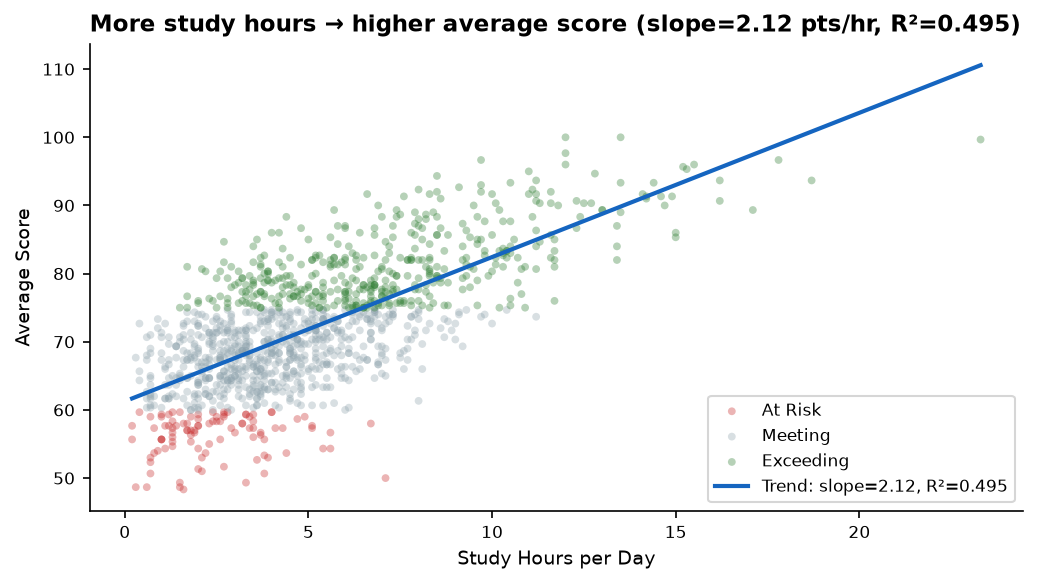 More study hours → higher average score (slope=2.12 pts/hr, R²=0.495)
110
100
90
80
70
60
50
Average Score
At Risk
Meeting
Exceeding
Trend: slope=2.12, R²=0.495
0
5
10
15
20
Study Hours per Day